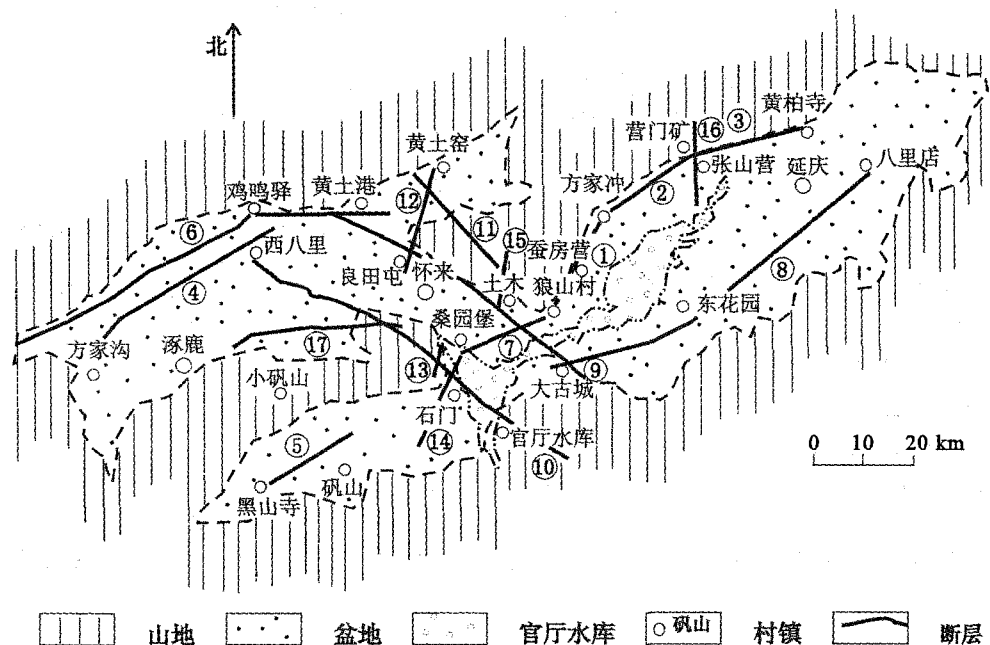 北
黄柏寺
营门矿 ⑯ ③
黄土窑
张山营 延庆 八里店
鸡鸣驿 黄土港
方家冲 ②
⑫
⑥ ⑪ ⑮
西八里 蚕房营 ①
良田屯 怀来 土木 狼山村 ⑧
④ 东花园
桑园堡
方家沟 涿鹿 ⑰ ⑦
⑬ ⑨
小矾山 大古城
石门
⑤ ⑭ 官厅水库
⑩
0 10 20 km
黑山寺 矾山
山地 盆地 官厅水库 矾山 村镇 断层